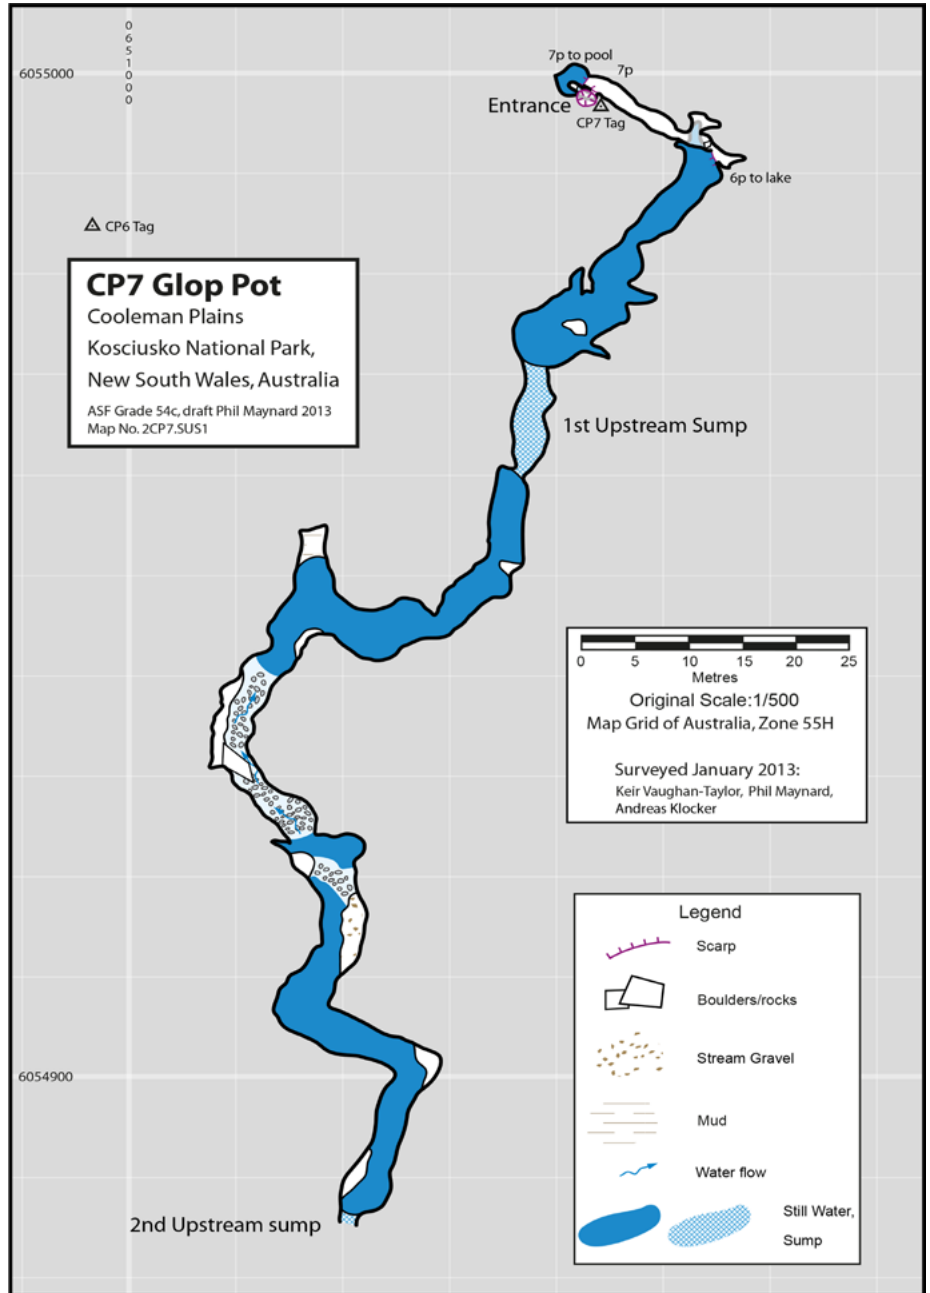 0
6
5
1
0
0
0
6055000
7p to pool
7p
Entrance
CP7 Tag
6p to lake
CP6 Tag
CP7 Glop Pot
Cooleman Plains
Kosciusko National Park,
New South Wales, Australia
ASF Grade 54c, draft Phil Maynard 2013
Map No. 2CP7.SUS1
1st Upstream Sump
0 5 10 15 20 25
Metres
Original Scale:1/500
Map Grid of Australia, Zone 55H
Surveyed January 2013:
Keir Vaughan-Taylor, Phil Maynard,
Andreas Klocker
Legend
Scarp
Boulders/rocks
Stream Gravel
Mud
Water flow
Still Water,
Sump
6054900
2nd Upstream sump